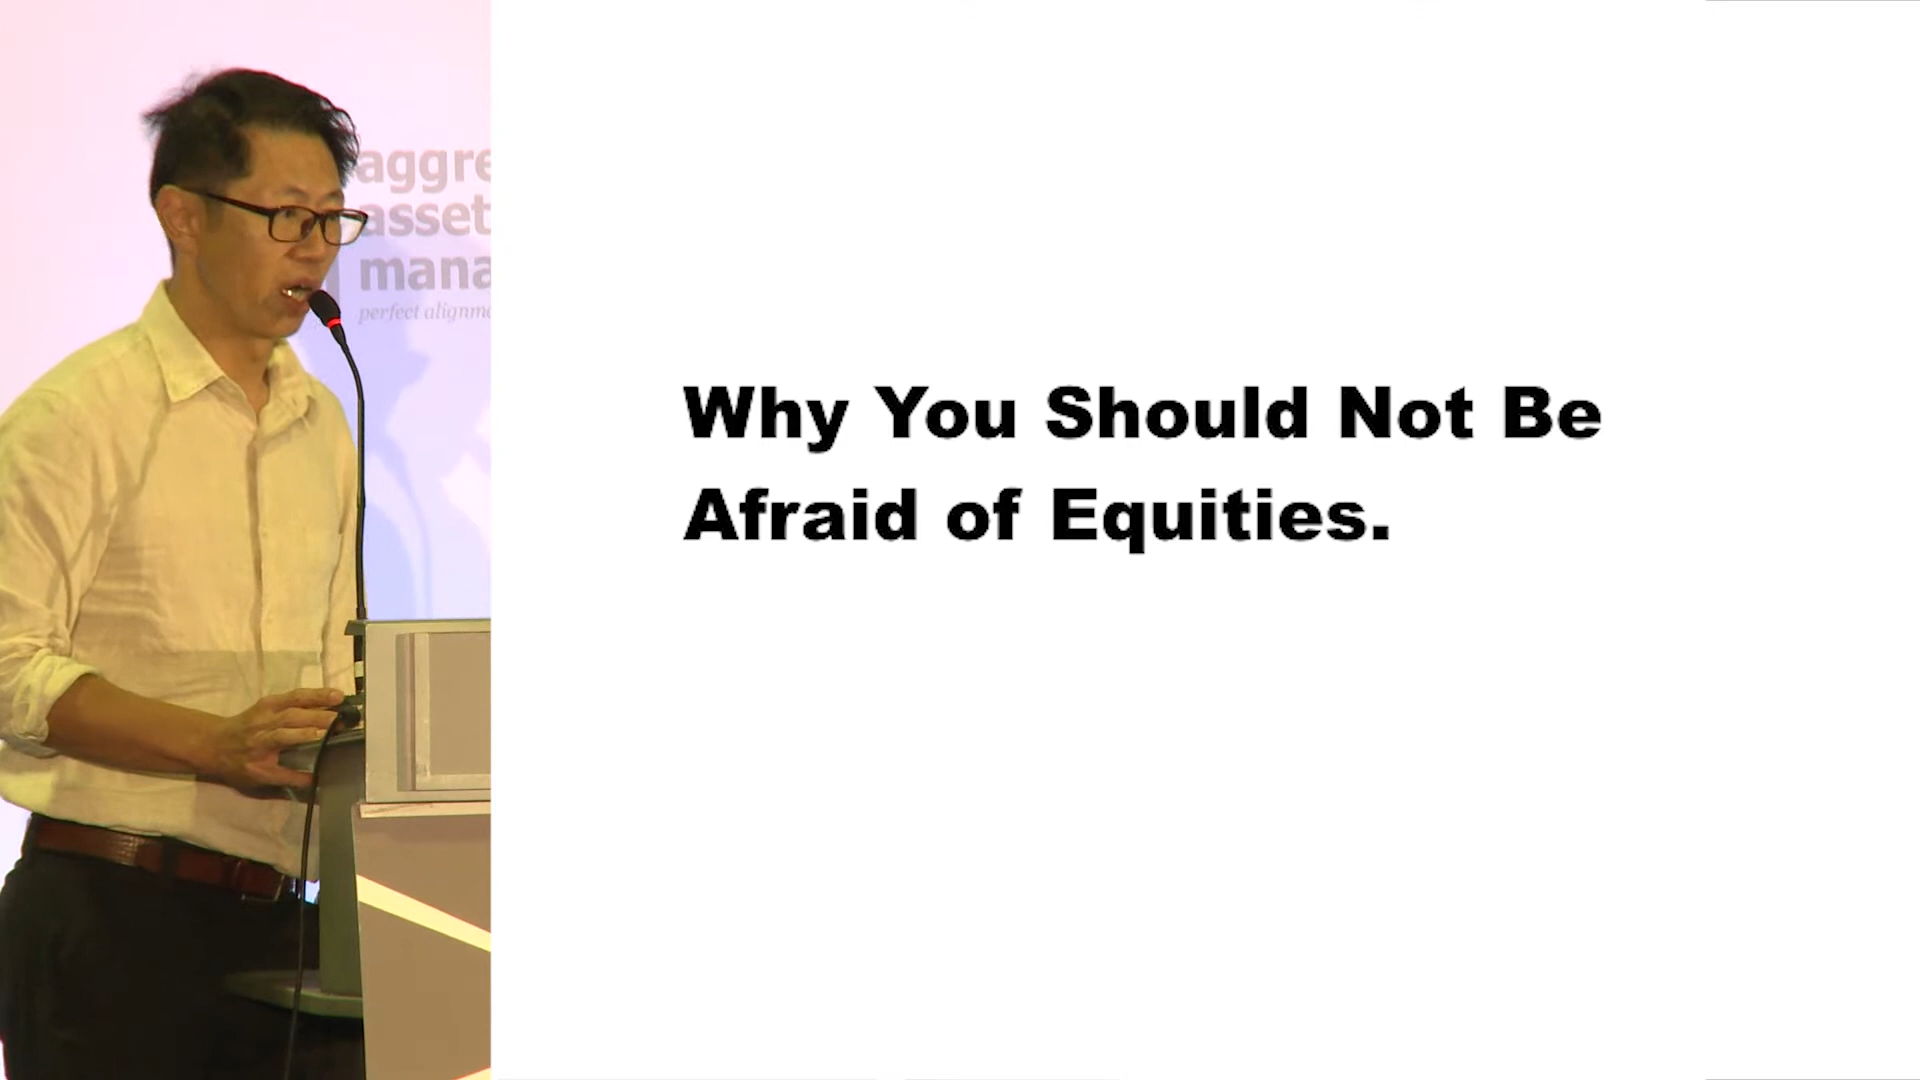 aggre
asset
mana
perfect alignm
Why You Should Not Be
Afraid of Equities.